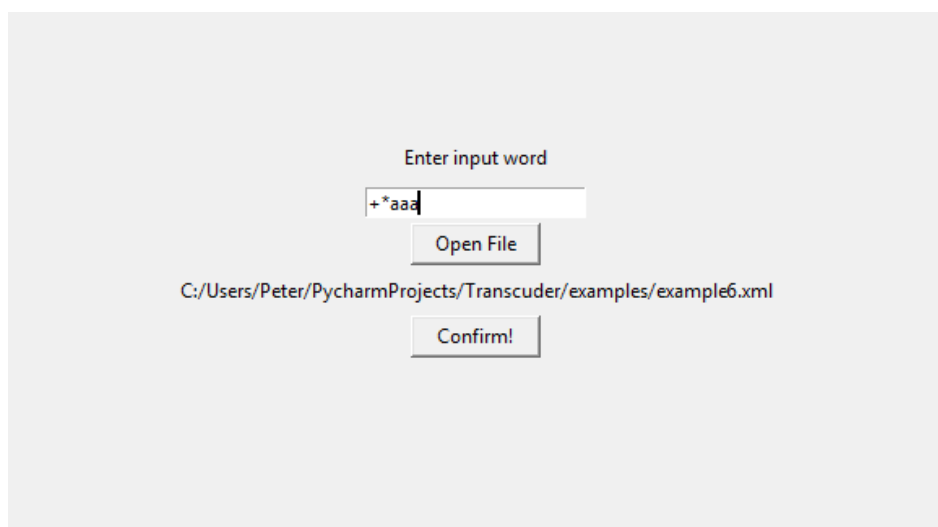 Enter input word
+*aaa
Open File
C:/Users/Peter/PycharmProjects/Transcuder/examples/example6.xml
Confirm!